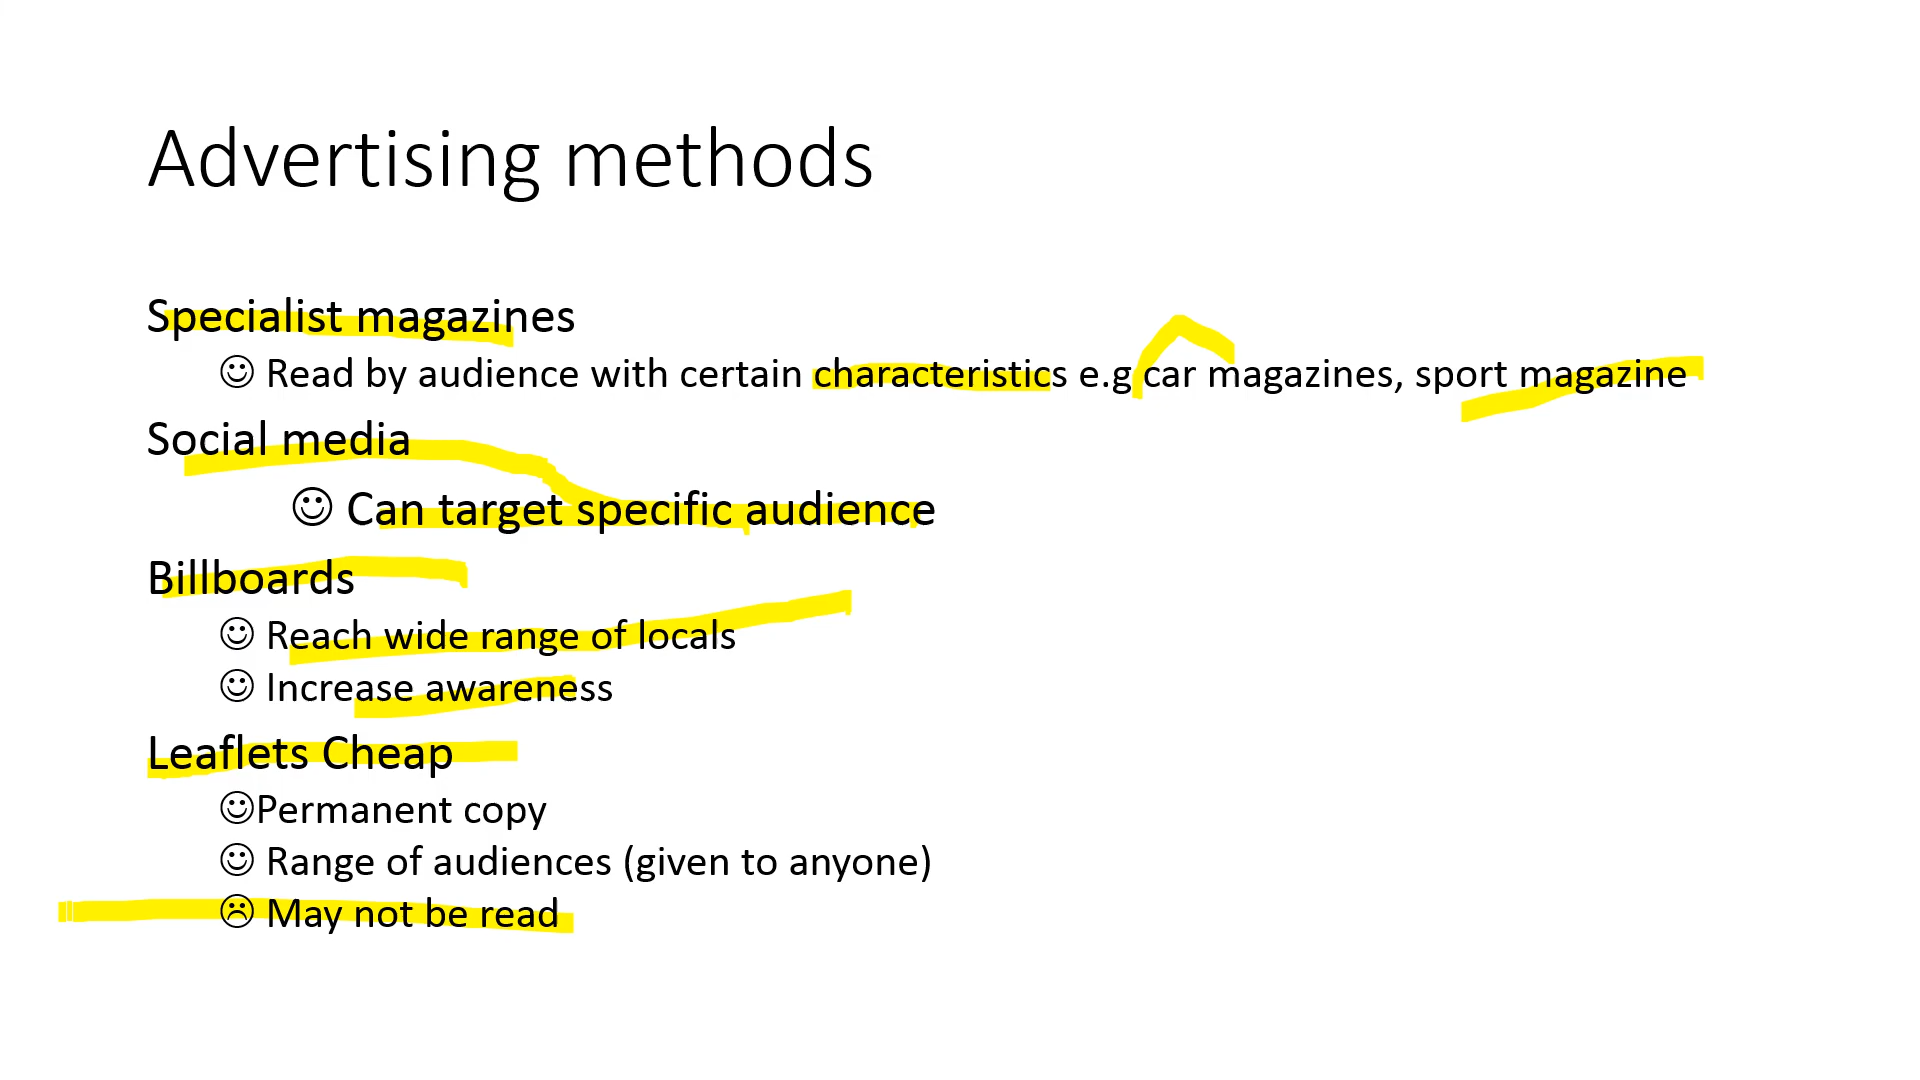 Advertising methods
Specialist magazines
☺ Read by audience with certain characteristics e.g car magazines, sport magazine
Social media
☺ Can target specific audience
Billboards
☺ Reach wide range of locals
☺ Increase awareness
Leaflets Cheap
☺Permanent copy
☺ Range of audiences (given to anyone)
☹ May not be read